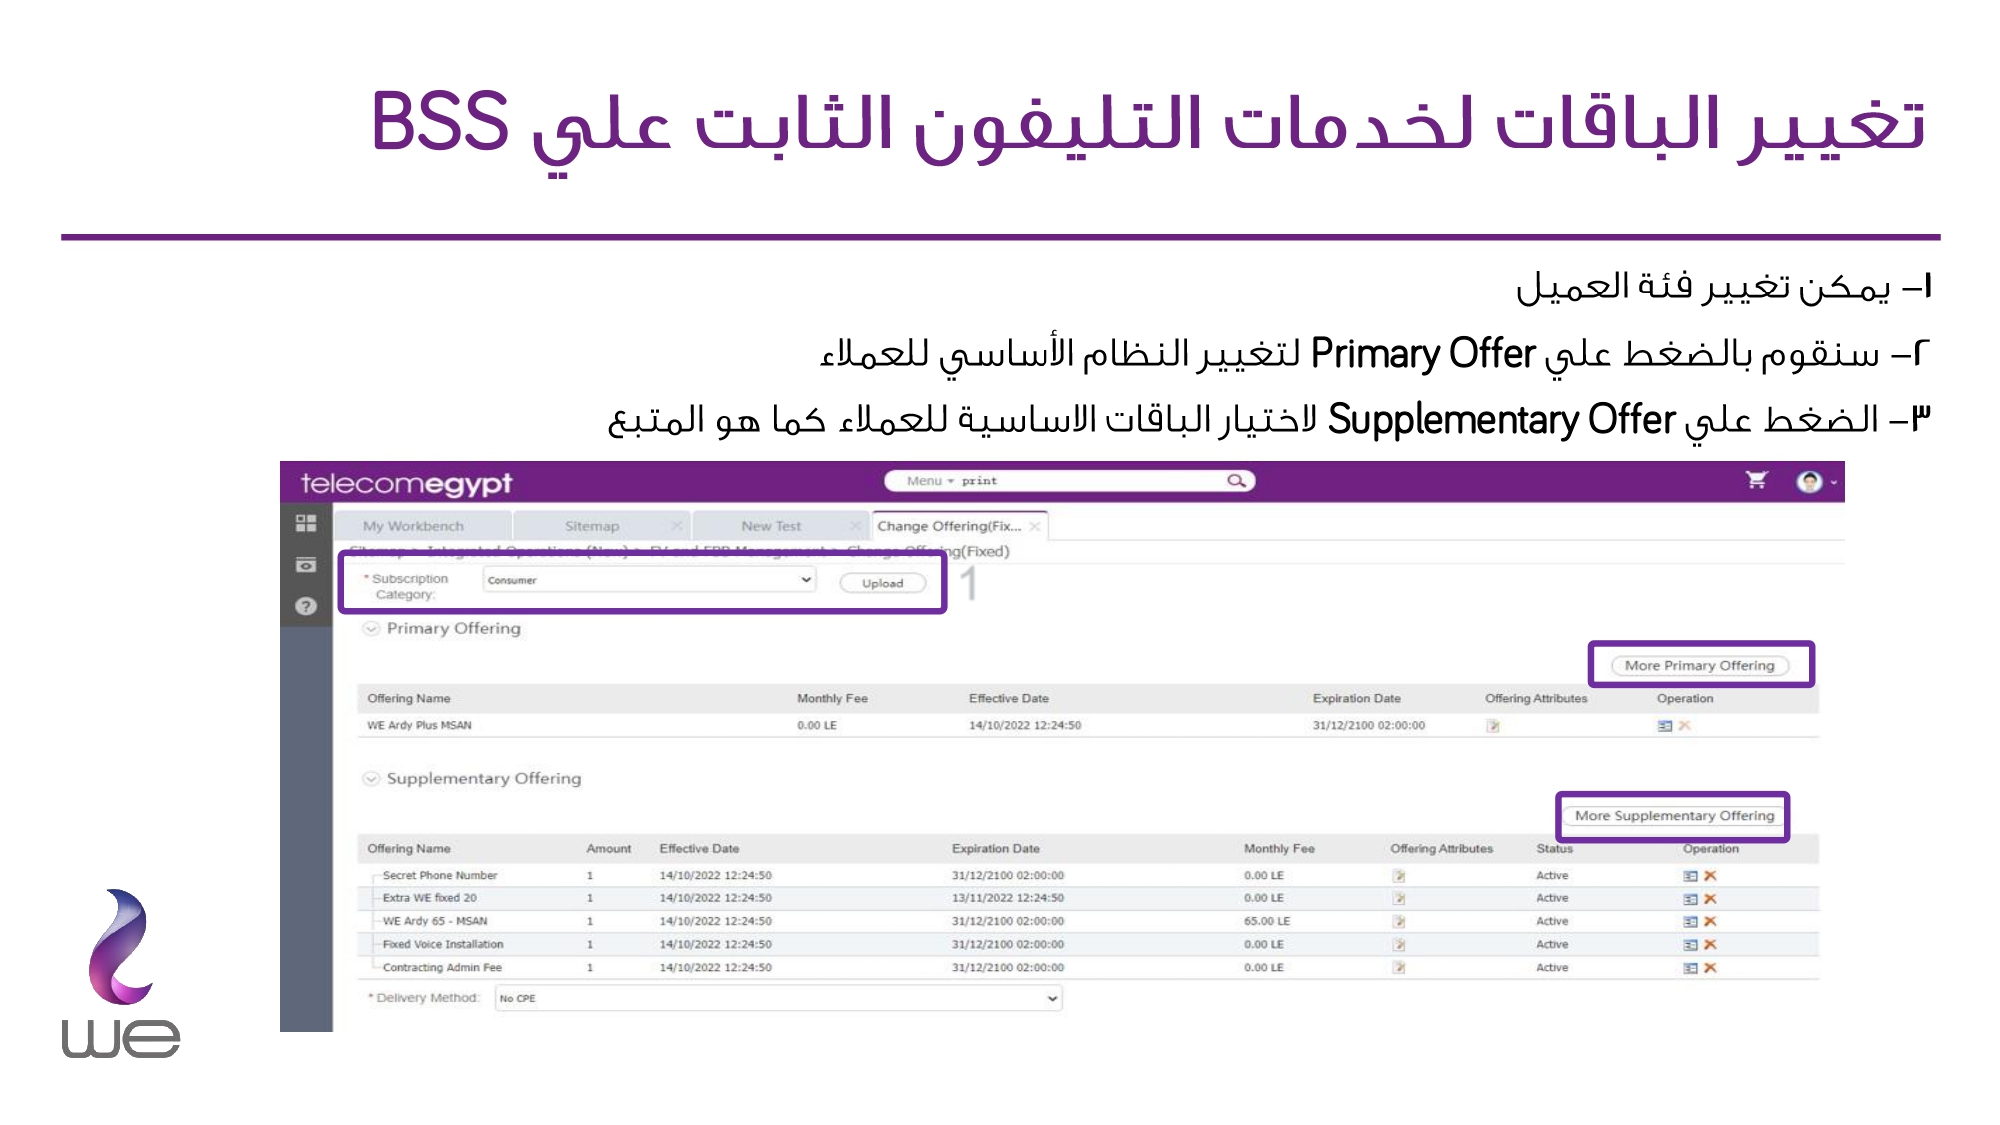 تغيير الباقات لخدمات التليفون الثابت علي BSS
١- يمكن تغيير فئة العميل
٢- سنقوم بالضغط علي Primary Offer لتغيير النظام الأساسي للعملاء
٣- الضغط علي Supplementary Offer لاختيار الباقات الاساسية للعملاء كما هو المتبع
telecomegypt Menu print
My Workbench Sitemap New Test Change Offering(Fix...
Sitemap > Integrated Operations (New) > FV and FBB Management > Change Offering(Fixed)
* Subscription Category: Consumer Upload 1
Primary Offering
More Primary Offering
Offering Name Monthly Fee Effective Date Expiration Date Offering Attributes Operation
WE Ardy Plus MSAN 0.00 LE 14/10/2022 12:24:50 31/12/2100 02:00:00
Supplementary Offering
More Supplementary Offering
Offering Name Amount Effective Date Expiration Date Monthly Fee Offering Attributes Status Operation
Secret Phone Number 1 14/10/2022 12:24:50 31/12/2100 02:00:00 0.00 LE Active
Extra WE fixed 20 1 14/10/2022 12:24:50 13/11/2022 12:24:50 0.00 LE Active
WE Ardy 65 - MSAN 1 14/10/2022 12:24:50 31/12/2100 02:00:00 65.00 LE Active
Fixed Voice Installation 1 14/10/2022 12:24:50 31/12/2100 02:00:00 0.00 LE Active
Contracting Admin Fee 1 14/10/2022 12:24:50 31/12/2100 02:00:00 0.00 LE Active
* Delivery Method: No CPE
we